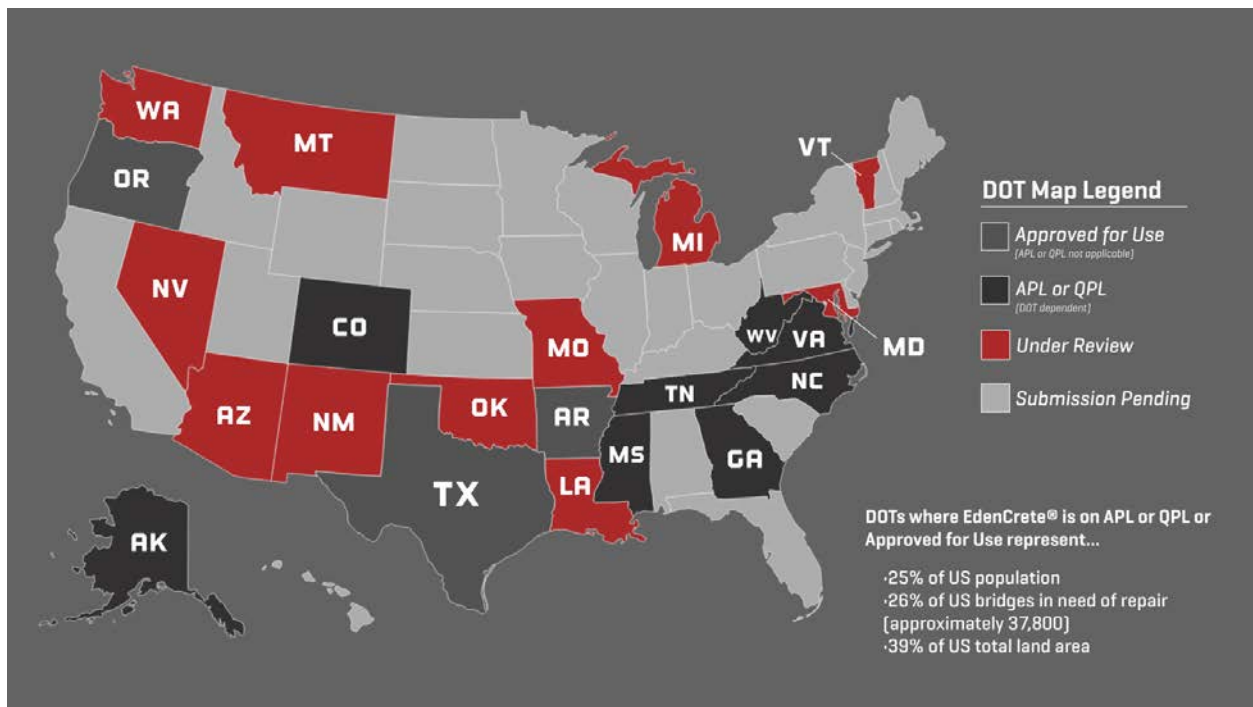 WA
MT
OR
VT
MI
NV
CO
MO
WV
VA
MD
TN
NC
AZ
NM
OK
AR
MS
GA
LA
TX
AK
DOT Map Legend
Approved for Use
(APL or QPL not applicable)
APL or QPL
(DOT dependent)
Under Review
Submission Pending
DOTs where EdenCrete® is on APL or QPL or
Approved for Use represent...
•25% of US population
•26% of US bridges in need of repair
(approximately 37,800)
•39% of US total land area